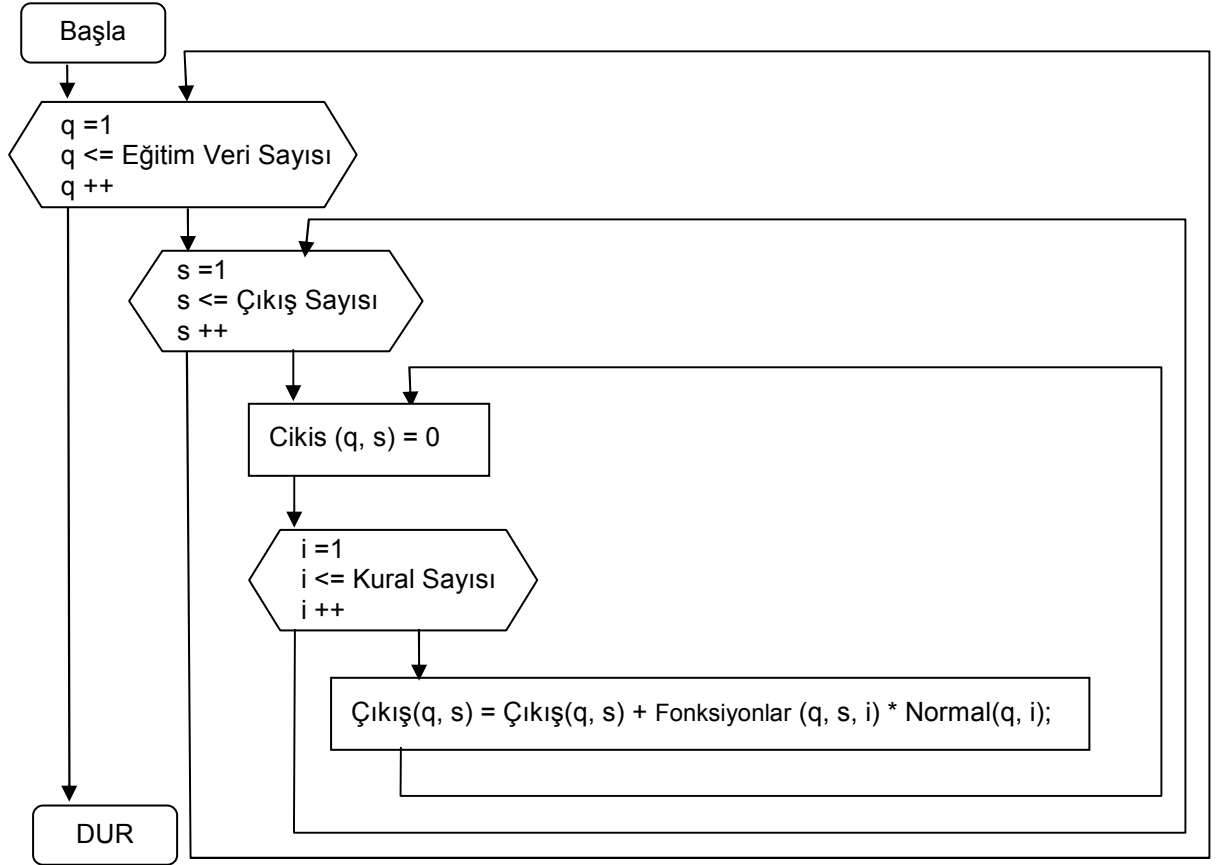 Başla
q =1
q <= Eğitim Veri Sayısı
q ++
s =1
s <= Çıkış Sayısı
s ++
Cikis (q, s) = 0
i =1
i <= Kural Sayısı
i ++
Çıkış(q, s) = Çıkış(q, s) + Fonksiyonlar (q, s, i) * Normal(q, i);
DUR